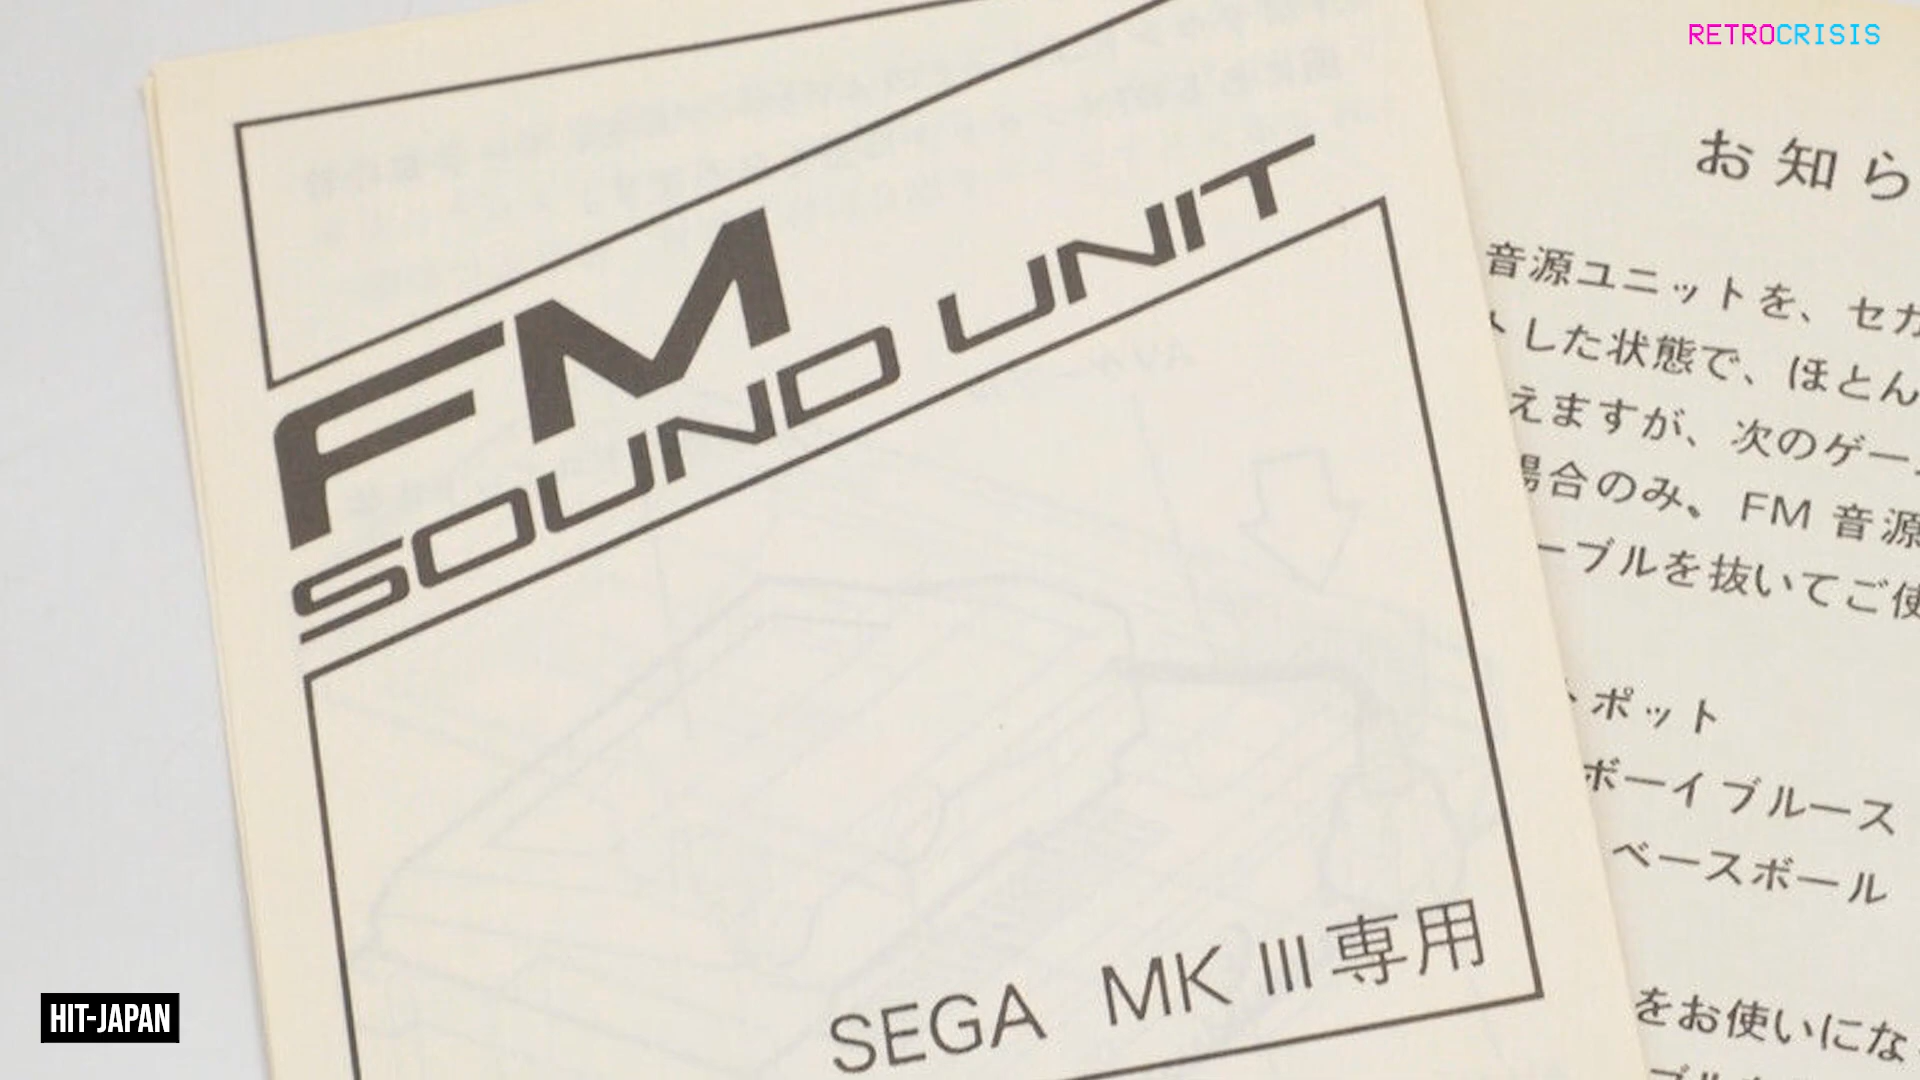 RETROCRISIS
FM
SOUND UNIT
SEGA MK III専用
お知ら
音源ユニットを、セガ
トした状態で、ほとん
えますが、次のゲー
場合のみ。FM 音源
ーブルを抜いてご使
トポット
ボーイブルース
ベースボール
をお使いにな
HIT-JAPAN